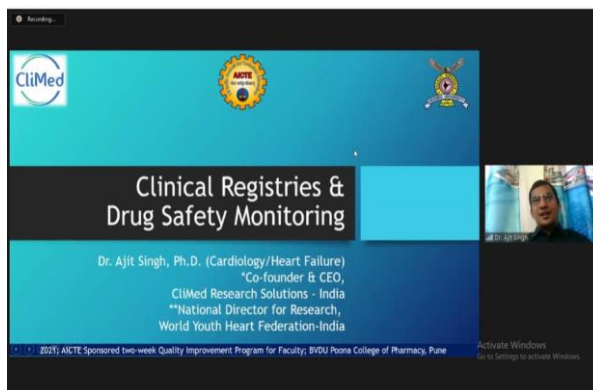 Recording...
CliMed
AICTE
Clinical Registries &
Drug Safety Monitoring
Dr. Ajit Singh, Ph.D. (Cardiology/Heart Failure)
*Co-founder & CEO,
CliMed Research Solutions - India
**National Director for Research,
World Youth Heart Federation-India
Dr. Ajit Singh
2021; AICTE Sponsored two-week Quality Improvement Program for Faculty; BVDU Poona College of Pharmacy, Pune
Activate Windows
Go to Settings to activate Windows.